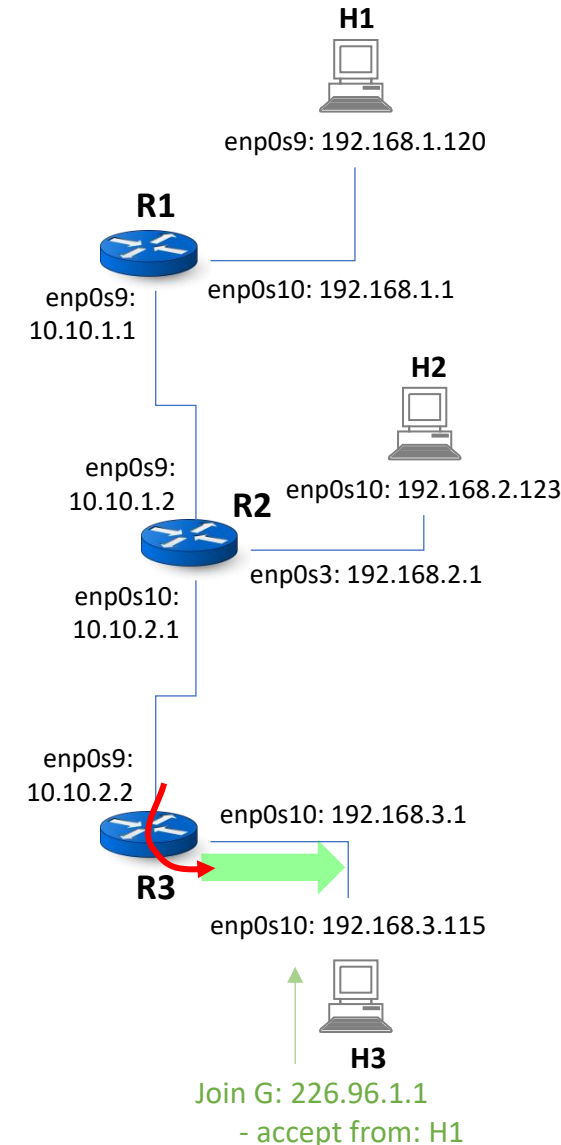 H1
enp0s9: 192.168.1.120
R1
enp0s10: 192.168.1.1
enp0s9:
10.10.1.1
H2
enp0s9:
10.10.1.2
enp0s10: 192.168.2.123
R2
enp0s3: 192.168.2.1
enp0s10:
10.10.2.1
enp0s9:
10.10.2.2
enp0s10: 192.168.3.1
R3
enp0s10: 192.168.3.115
H3
Join G: 226.96.1.1
- accept from: H1